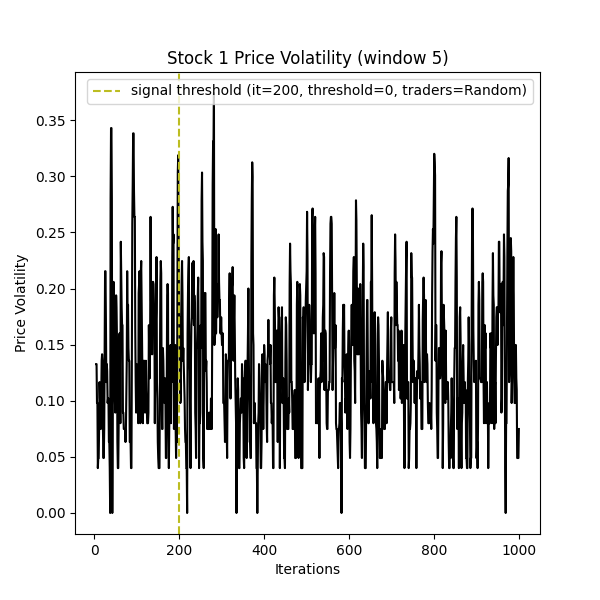 Stock 1 Price Volatility (window 5)
signal threshold (it=200, threshold=0, traders=Random)
Price Volatility
0.35
0.30
0.25
0.20
0.15
0.10
0.05
0.00
0 200 400 600 800 1000
Iterations